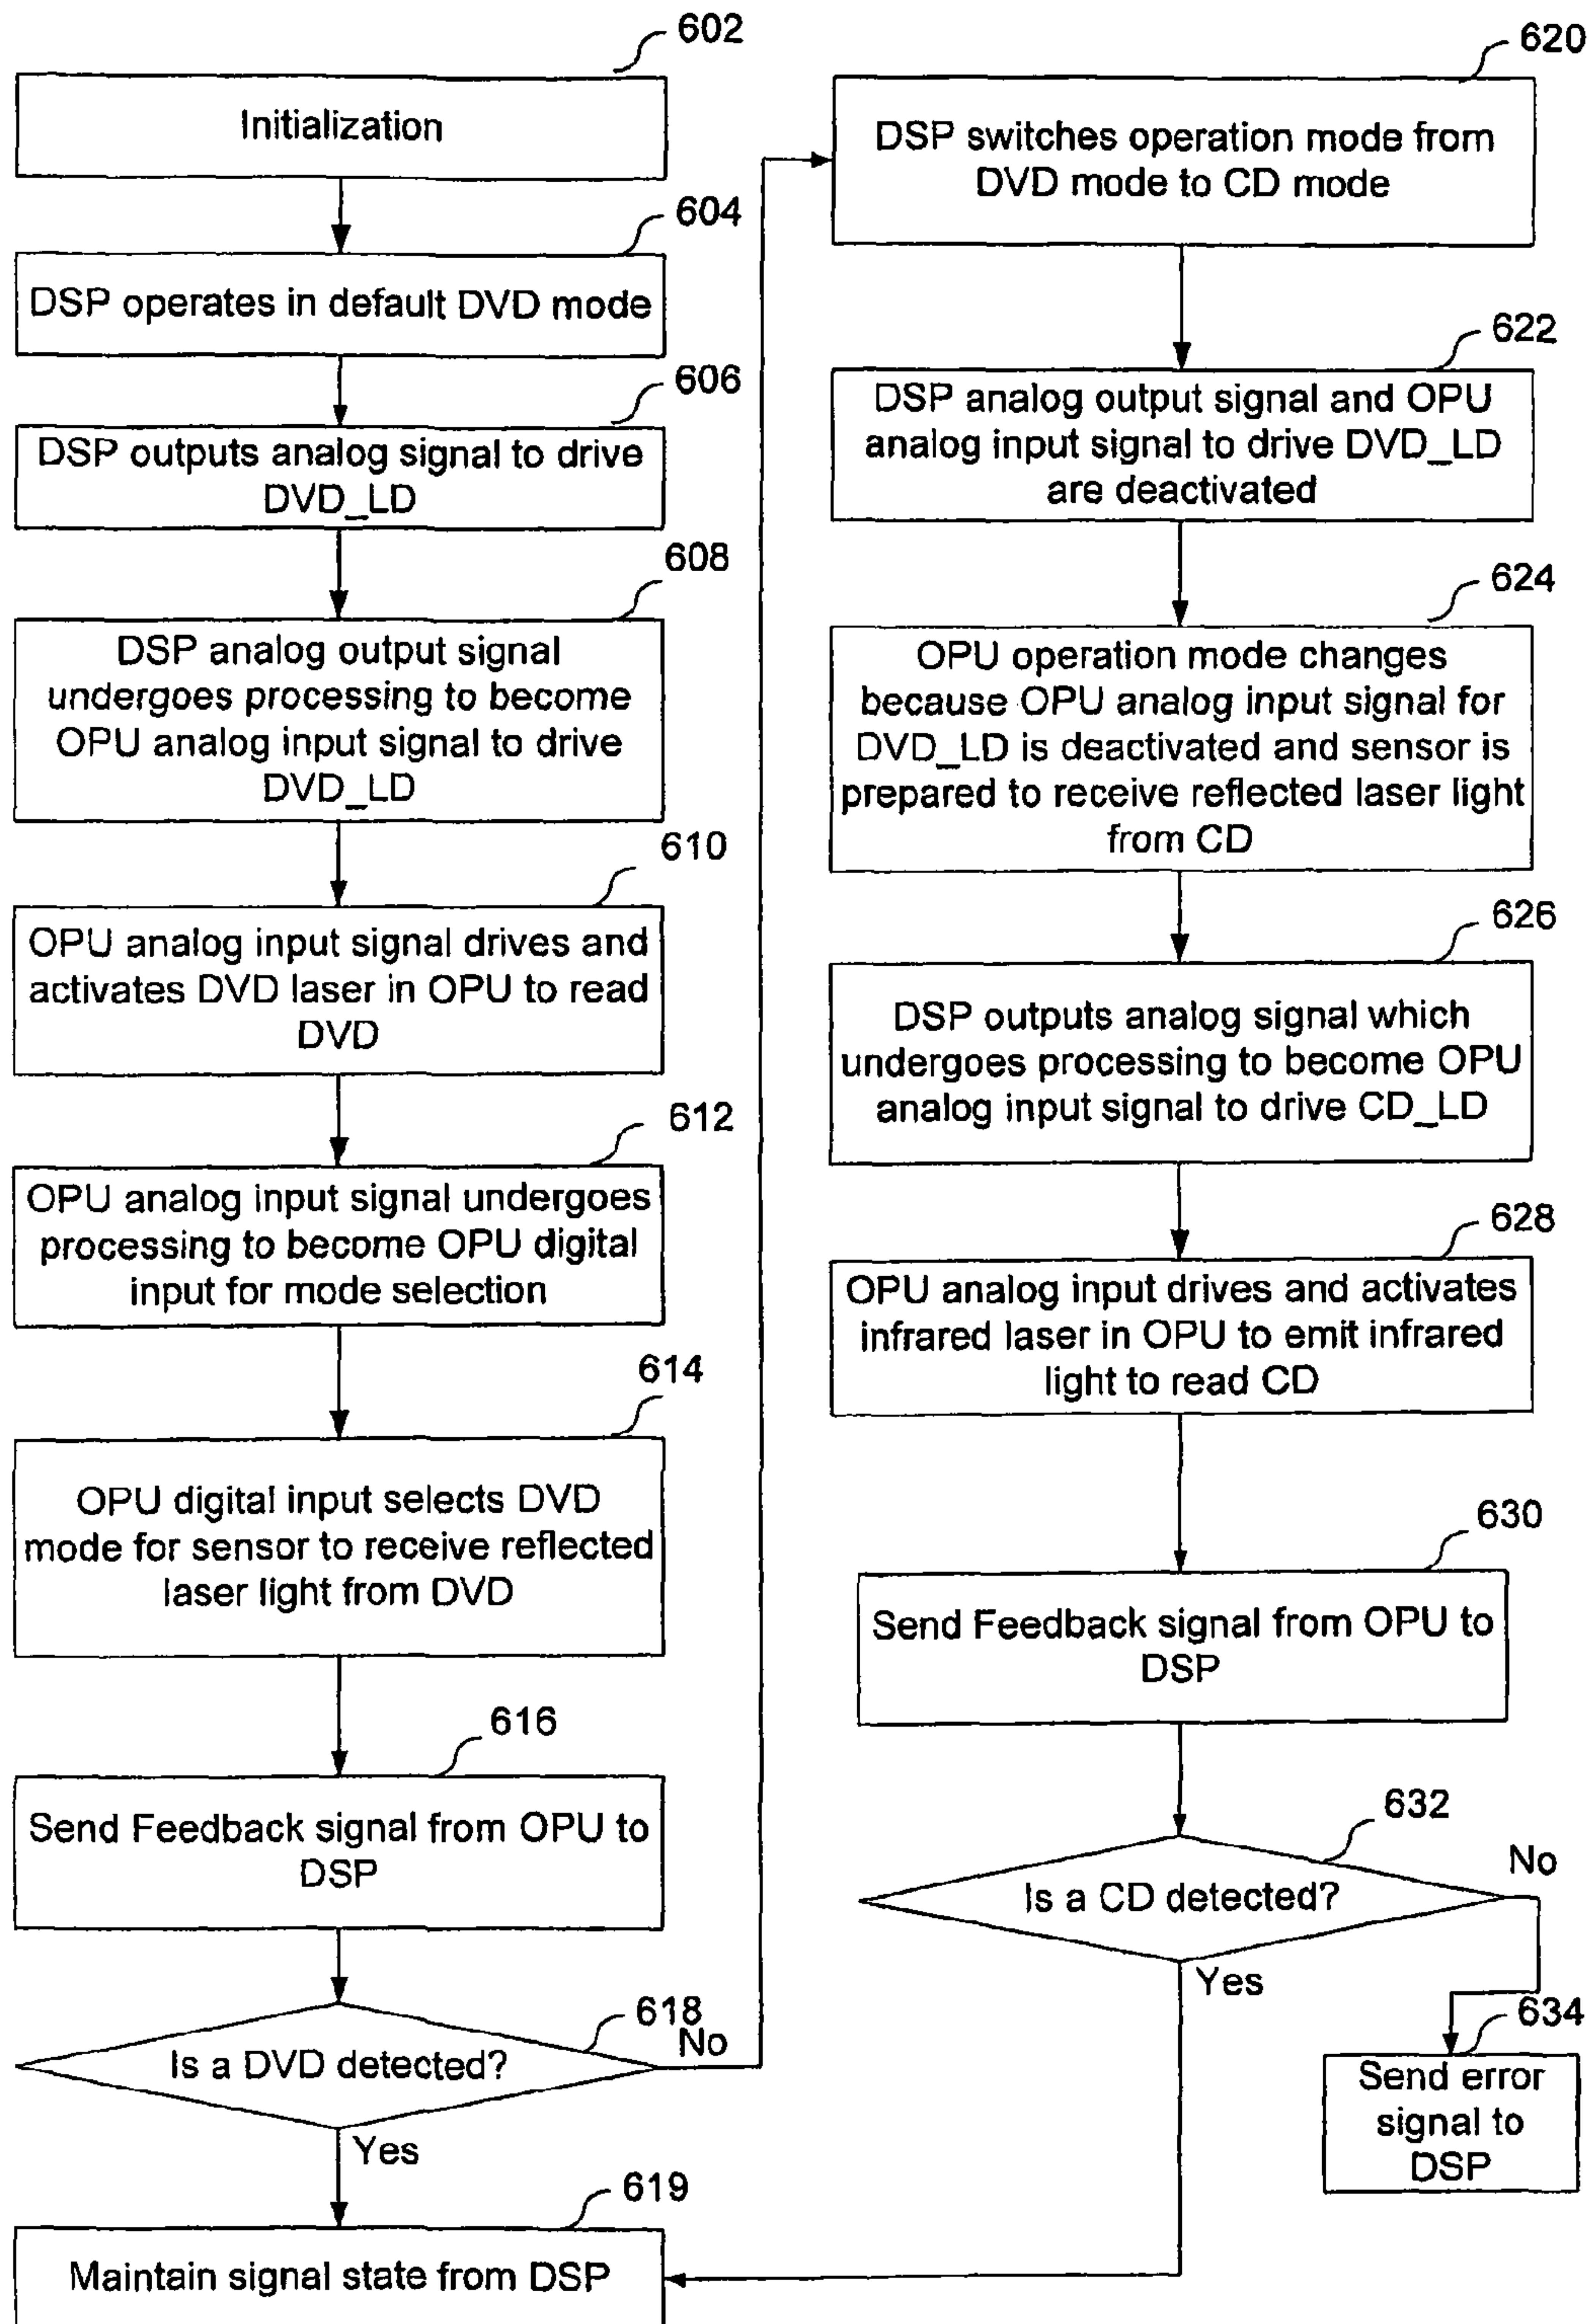 602
Initialization
604
DSP operates in default DVD mode
606
DSP outputs analog signal to drive
DVD_LD
608
DSP analog output signal
undergoes processing to become
OPU analog input signal to drive
DVD_LD
610
OPU analog input signal drives and
activates DVD laser in OPU to read
DVD
612
OPU analog input signal undergoes
processing to become OPU digital
input for mode selection
614
OPU digital input selects DVD
mode for sensor to receive reflected
laser light from DVD
616
Send Feedback signal from OPU to
DSP
618
Is a DVD detected?
No
Yes
619
Maintain signal state from DSP
620
DSP switches operation mode from
DVD mode to CD mode
622
DSP analog output signal and OPU
analog input signal to drive DVD_LD
are deactivated
624
OPU operation mode changes
because OPU analog input signal for
DVD_LD is deactivated and sensor is
prepared to receive reflected laser light
from CD
626
DSP outputs analog signal which
undergoes processing to become OPU
analog input signal to drive CD_LD
628
OPU analog input drives and activates
infrared laser in OPU to emit infrared
light to read CD
630
Send Feedback signal from OPU to
DSP
632
Is a CD detected?
No
Yes
634
Send error
signal to
DSP